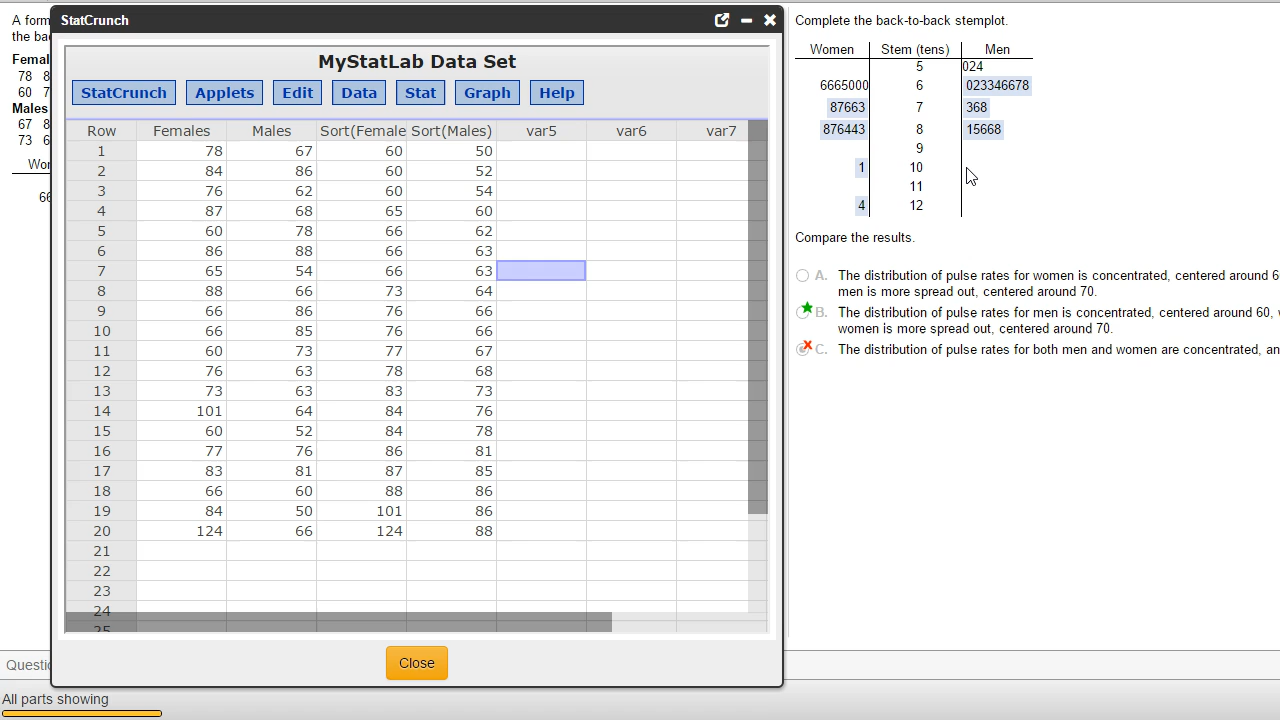 A form
the ba
Femal
78 8
60 7
Males
67 8
73 6
Wor
66
StatCrunch
MyStatLab Data Set
StatCrunch Applets Edit Data Stat Graph Help
Row Females Males Sort(Female Sort(Males) var5 var6 var7
1 78 67 60 50
2 84 86 60 52
3 76 62 60 54
4 87 68 65 60
5 60 78 66 62
6 86 88 66 63
7 65 54 66 63
8 88 66 73 64
9 66 86 76 66
10 66 85 76 66
11 60 73 77 67
12 76 63 78 68
13 73 63 83 73
14 101 64 84 76
15 60 52 84 78
16 77 76 86 81
17 83 81 87 85
18 66 60 88 86
19 84 50 101 86
20 124 66 124 88
21
22
23
24
25
Close
Complete the back-to-back stemplot.
Women Stem (tens) Men
5 024
6665000 6 023346678
87663 7 368
876443 8 15668
9
1 10
11
4 12
Compare the results.
A. The distribution of pulse rates for women is concentrated, centered around 6
men is more spread out, centered around 70.
B. The distribution of pulse rates for men is concentrated, centered around 60,
women is more spread out, centered around 70.
C. The distribution of pulse rates for both men and women are concentrated, an
Questi
All parts showing